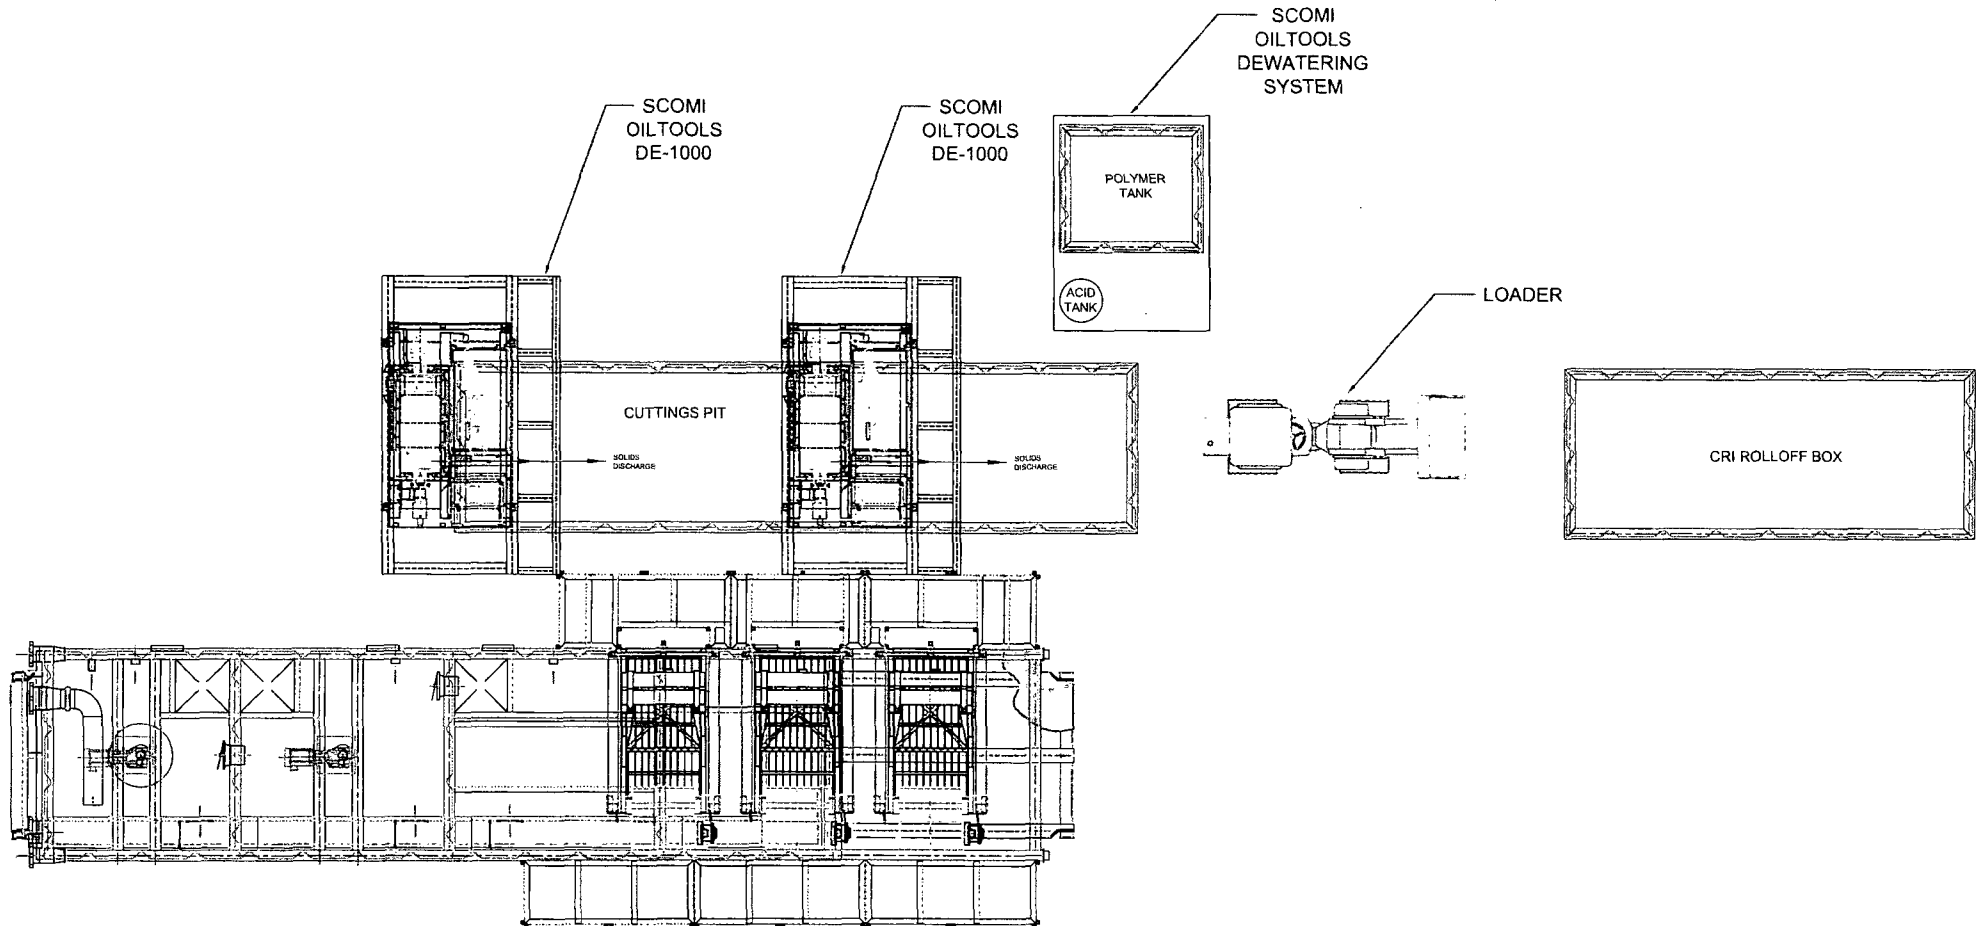 SCOMI
OILTOOLS
DEWATERING
SYSTEM
SCOMI
OILTOOLS
DE-1000
SCOMI
OILTOOLS
DE-1000
POLYMER
TANK
ACID
TANK
LOADER
CUTTINGS PIT
SOLIDS
DISCHARGE
SOLIDS
DISCHARGE
CRI ROLLOFF BOX